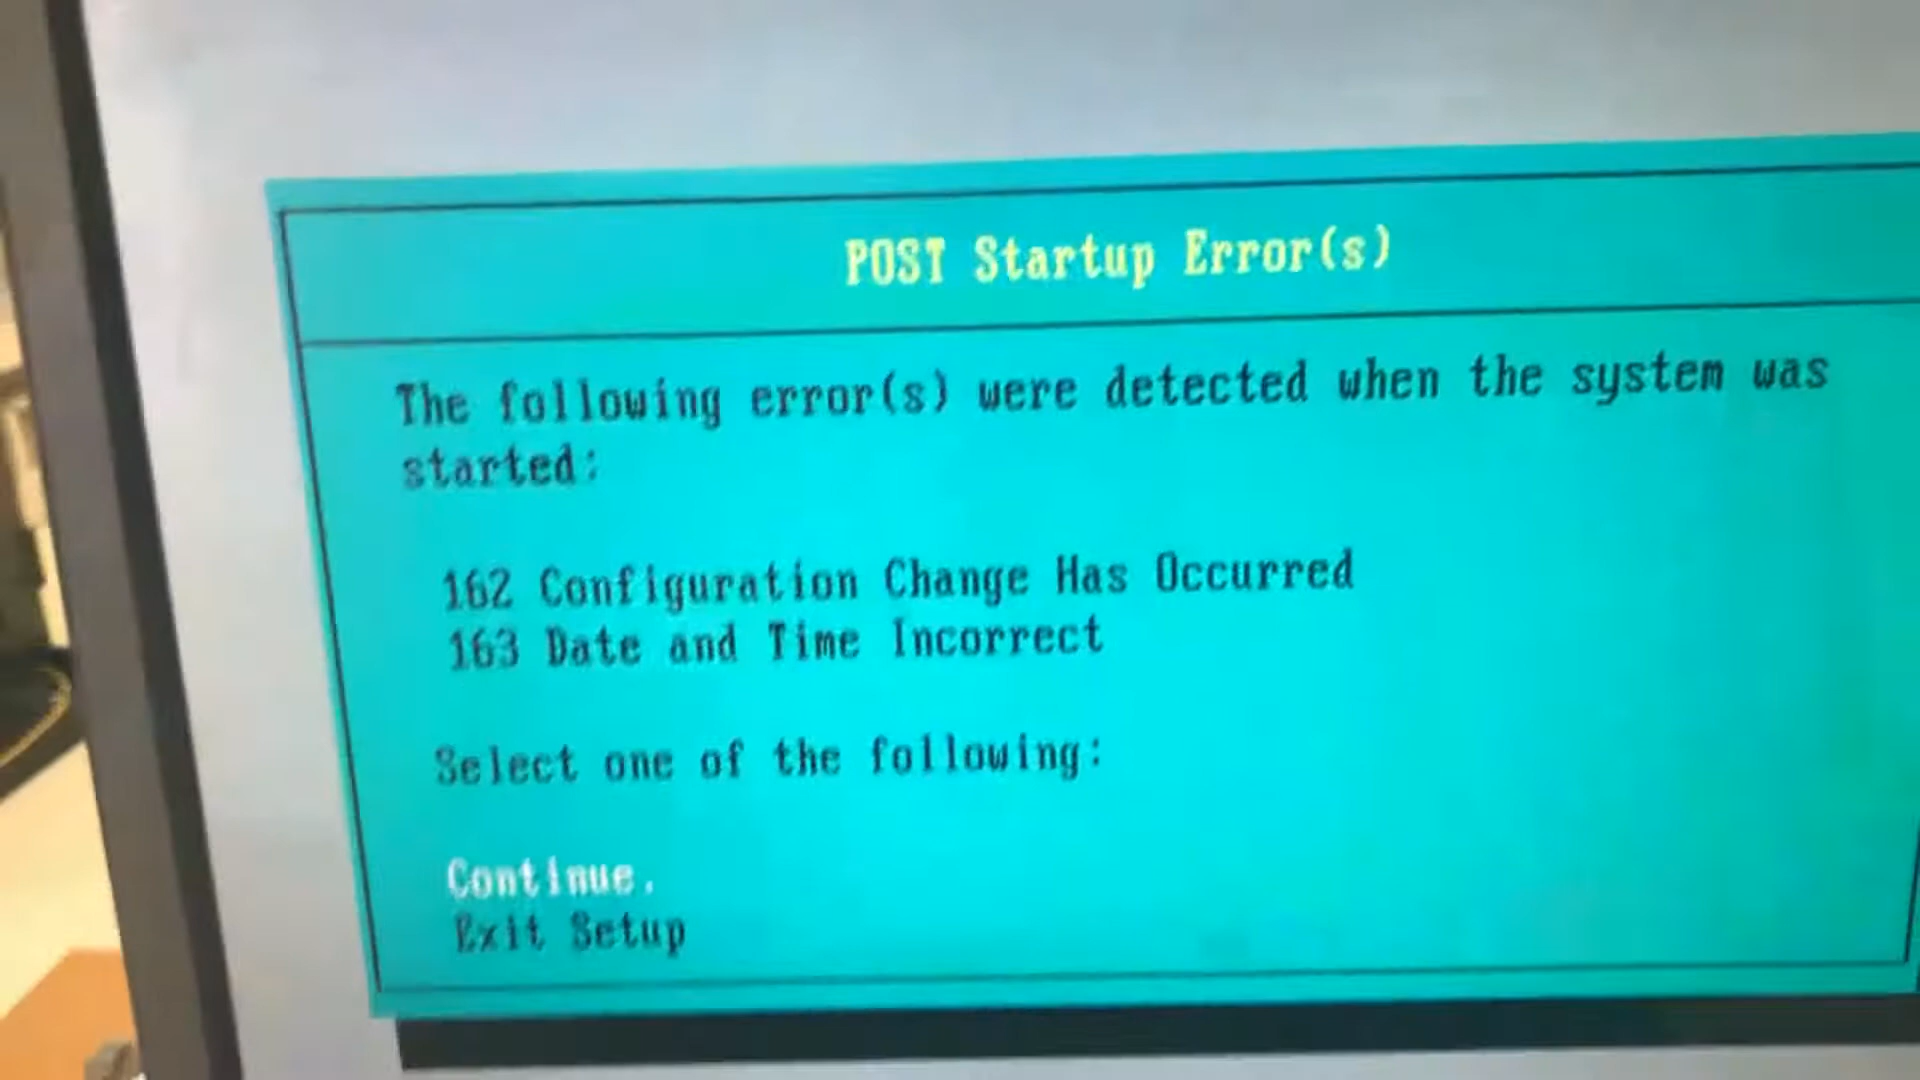 POST Startup Error(s)
The following error(s) were detected when the system was
started:
162 Configuration Change Has Occurred
163 Date and Time Incorrect
Select one of the following:
Continue.
Exit Setup